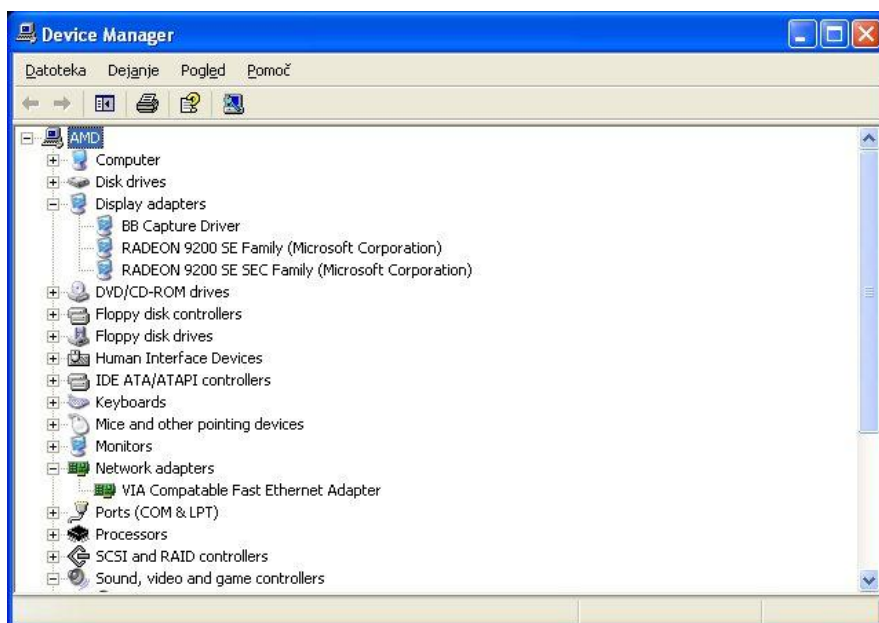 Device Manager
Datoteka Dejanje Pogled Pomoč
AMD
Computer
Disk drives
Display adapters
BB Capture Driver
RADEON 9200 SE Family (Microsoft Corporation)
RADEON 9200 SE SEC Family (Microsoft Corporation)
DVD/CD-ROM drives
Floppy disk controllers
Floppy disk drives
Human Interface Devices
IDE ATA/ATAPI controllers
Keyboards
Mice and other pointing devices
Monitors
Network adapters
VIA Compatable Fast Ethernet Adapter
Ports (COM & LPT)
Processors
SCSI and RAID controllers
Sound, video and game controllers